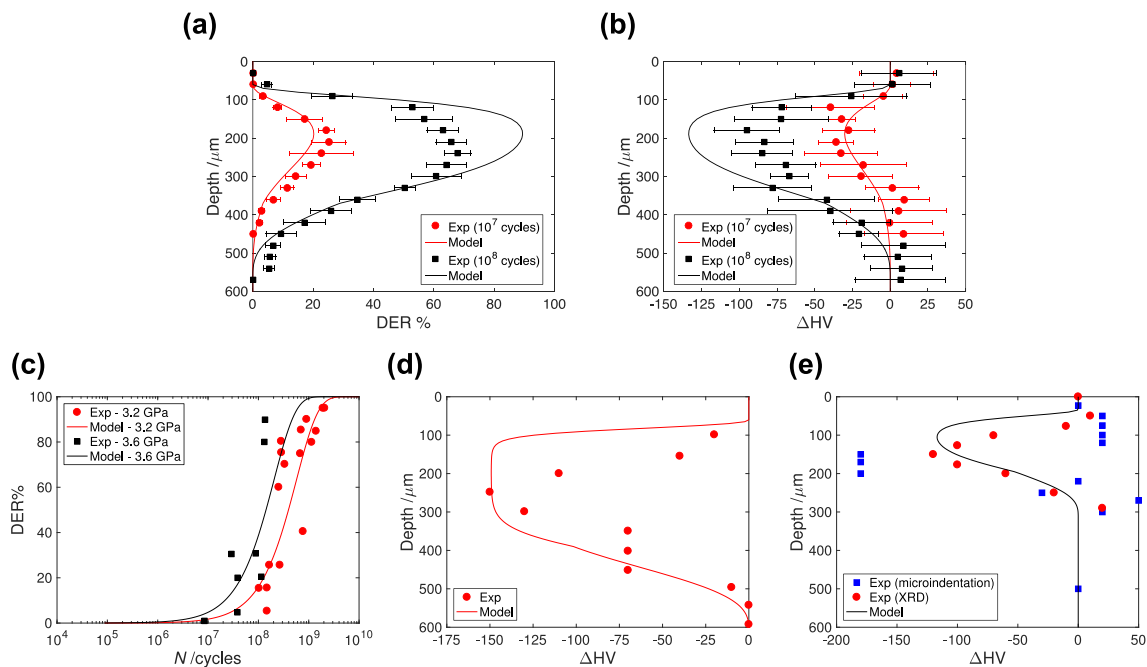 (a)
0
100
200
300
400
500
600
Depth /μm
Exp (10⁷ cycles)
Model
Exp (10⁸ cycles)
Model
0 20 40 60 80 100
DER %
(b)
0
100
200
300
400
500
600
Depth /μm
Exp (10⁷ cycles)
Model
Exp (10⁸ cycles)
Model
-150 -125 -100 -75 -50 -25 0 25 50
ΔHV
(c)
100
80
60
40
20
0
DER%
Exp - 3.2 GPa
Model - 3.2 GPa
Exp - 3.6 GPa
Model - 3.6 GPa
10⁴ 10⁵ 10⁶ 10⁷ 10⁸ 10⁹ 10¹⁰
N /cycles
(d)
0
100
200
300
400
500
600
Depth /μm
Exp
Model
-175 -150 -125 -100 -75 -50 -25 0
ΔHV
(e)
0
100
200
300
400
500
600
Depth /μm
Exp (microindentation)
Exp (XRD)
Model
-200 -150 -100 -50 0 50
ΔHV